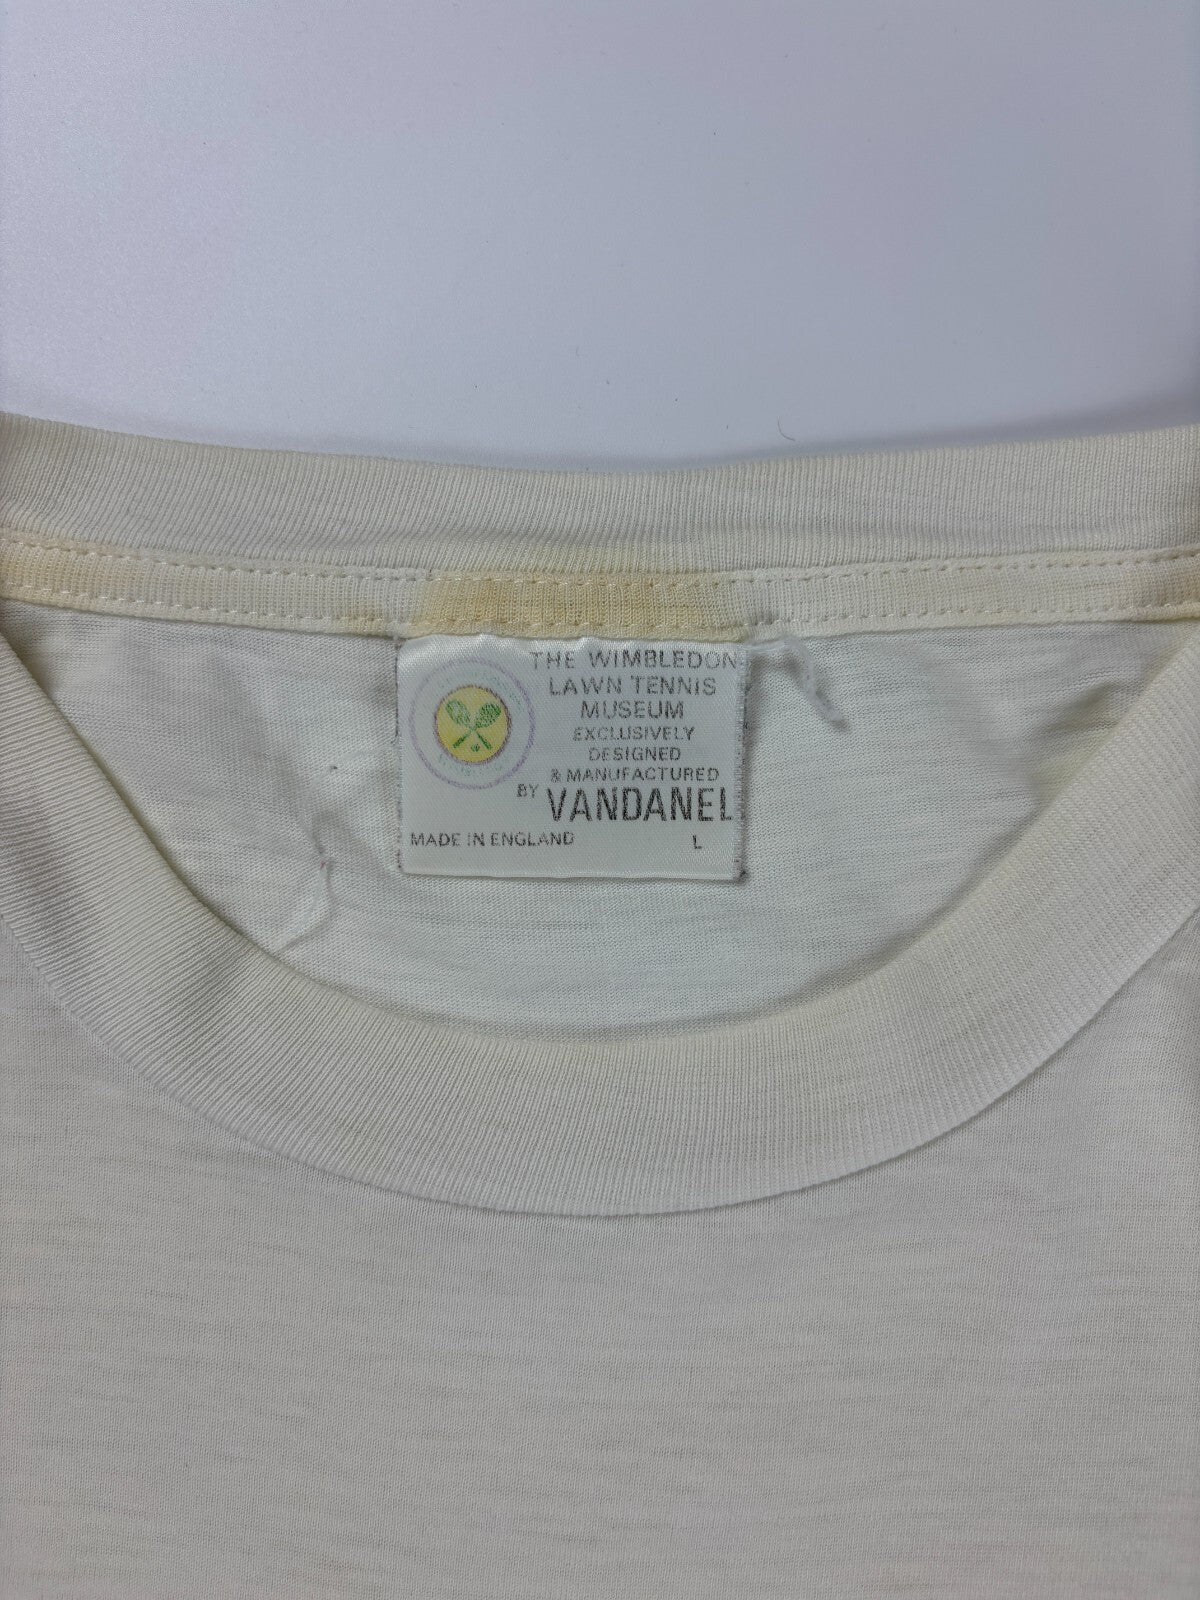 THE WIMBLEDON
LAWN TENNIS
MUSEUM
EXCLUSIVELY
DESIGNED
& MANUFACTURED
BY VANDANEL
MADE IN ENGLAND L